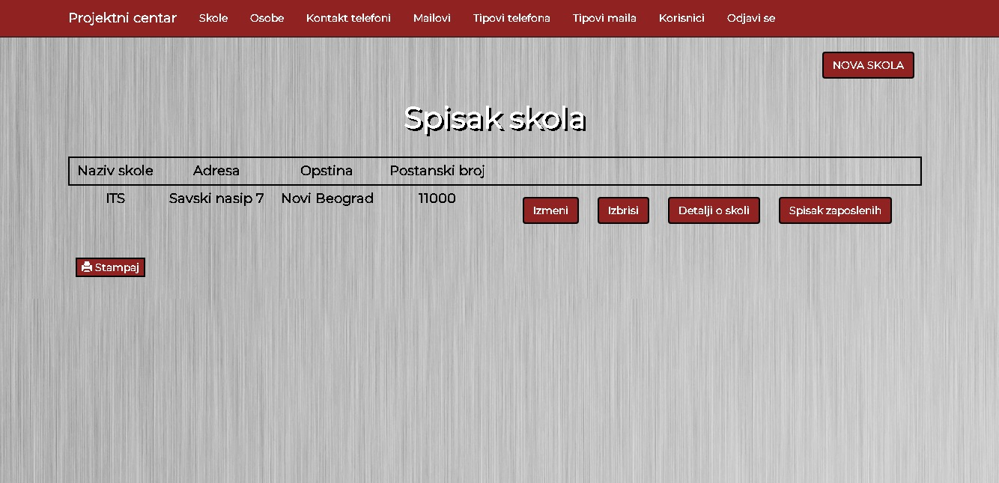 Projektni centar Skole Osobe Kontakt telefoni Mailovi Tipovi telefona Tipovi maila Korisnici Odjavi se
NOVA SKOLA
Spisak skola
Naziv skole Adresa Opstina Postanski broj
ITS Savski nasip 7 Novi Beograd 11000 Izmeni Izbrisi Detalji o skoli Spisak zaposlenih
Stampaj